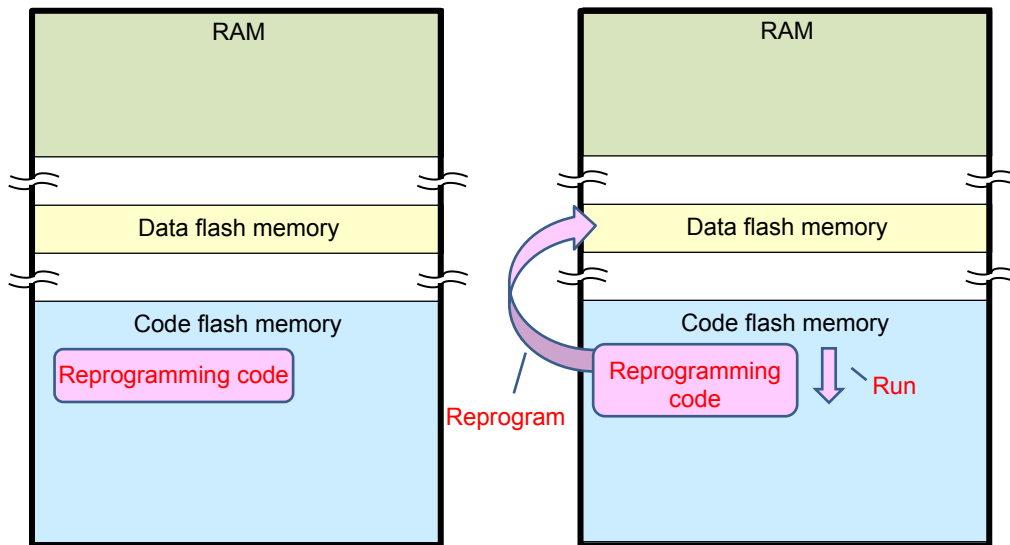 RAM
Data flash memory
Code flash memory
Reprogramming code
RAM
Data flash memory
Code flash memory
Reprogramming
code
Run
Reprogram